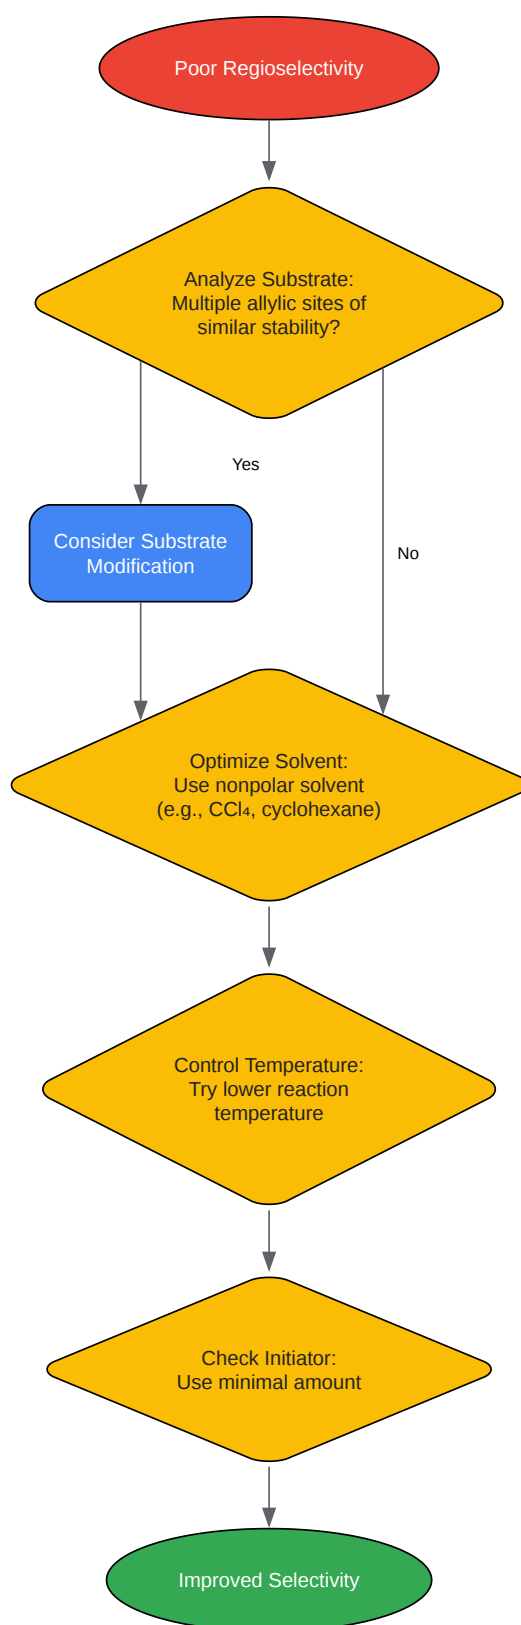 Poor Regioselectivity
Analyze Substrate:
Multiple allylic sites of
similar stability?
Yes
Consider Substrate
Modification
No
Optimize Solvent:
Use nonpolar solvent
(e.g., CCl₄, cyclohexane)
Control Temperature:
Try lower reaction
temperature
Check Initiator:
Use minimal amount
Improved Selectivity